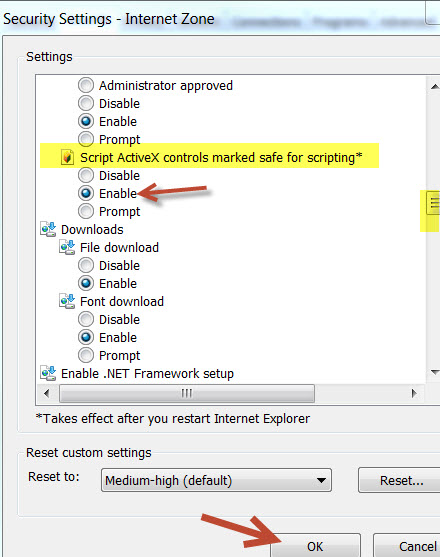 Security Settings - Internet Zone
Settings
Administrator approved
Disable
Enable
Prompt
Script ActiveX controls marked safe for scripting*
Disable
Enable
Prompt
Downloads
File download
Disable
Enable
Font download
Disable
Enable
Prompt
Enable .NET Framework setup
*Takes effect after you restart Internet Explorer
Reset custom settings
Reset to: Medium-high (default) Reset...
OK Cancel